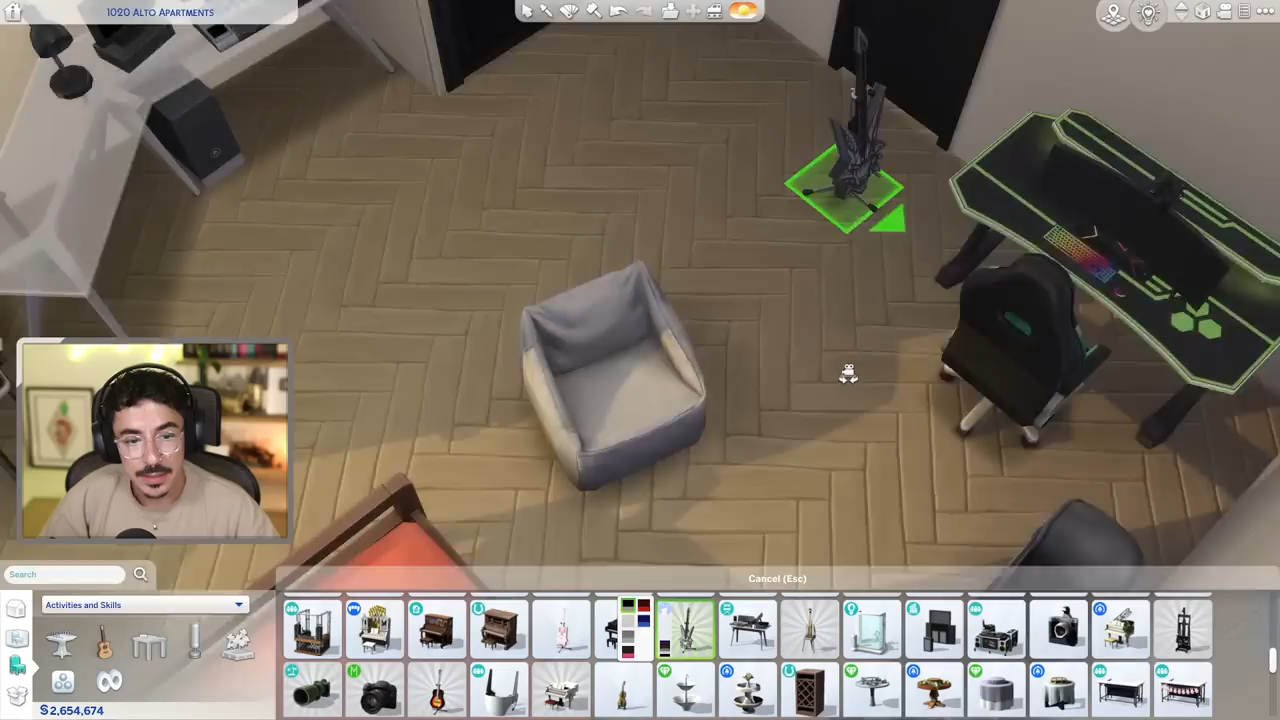 1020 Alto Apartments
Cancel (Esc)
Search
Activities and Skills
§2,654,674